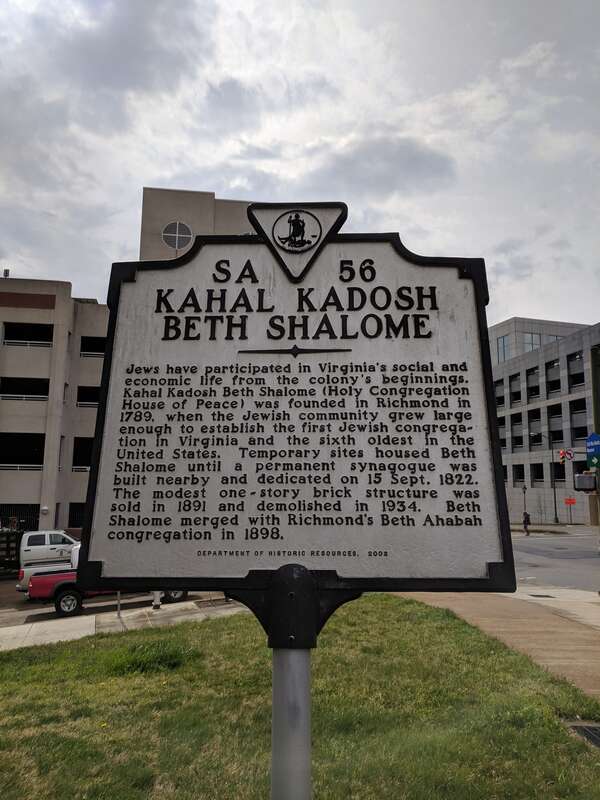 SA 56
KAHAL KADOSH
BETH SHALOME
Jews have participated in Virginia's social and
economic life from the colony's beginnings.
Kahal Kadosh Beth Shalome (Holy Congregation
House of Peace) was founded in Richmond in
1789, when the Jewish community grew large
enough to establish the first Jewish congrega-
tion in Virginia and the sixth oldest in the
United States. Temporary sites housed Beth
Shalome until a permanent synagogue was
built nearby and dedicated on 15 Sept. 1822.
The modest one-story brick structure was
sold in 1891 and demolished in 1934. Beth
Shalome merged with Richmond's Beth Ahabah
congregation in 1898.
DEPARTMENT OF HISTORIC RESOURCES, 2002